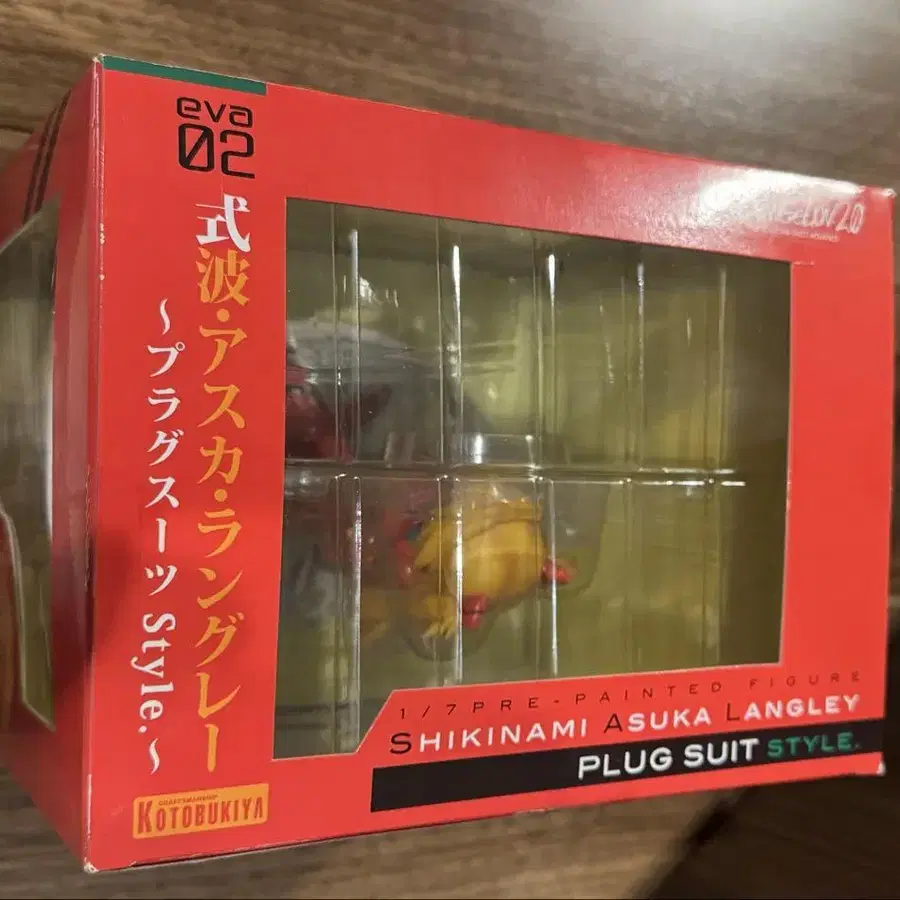 eva
02
式波・アスカ・ラングレー
～プラグスーツ Style.～
CRAFTSMANSHIP
KOTOBUKIYA
1/7 PRE-PAINTED FIGURE
SHIKINAMI ASUKA LANGLEY
PLUG SUIT STYLE.